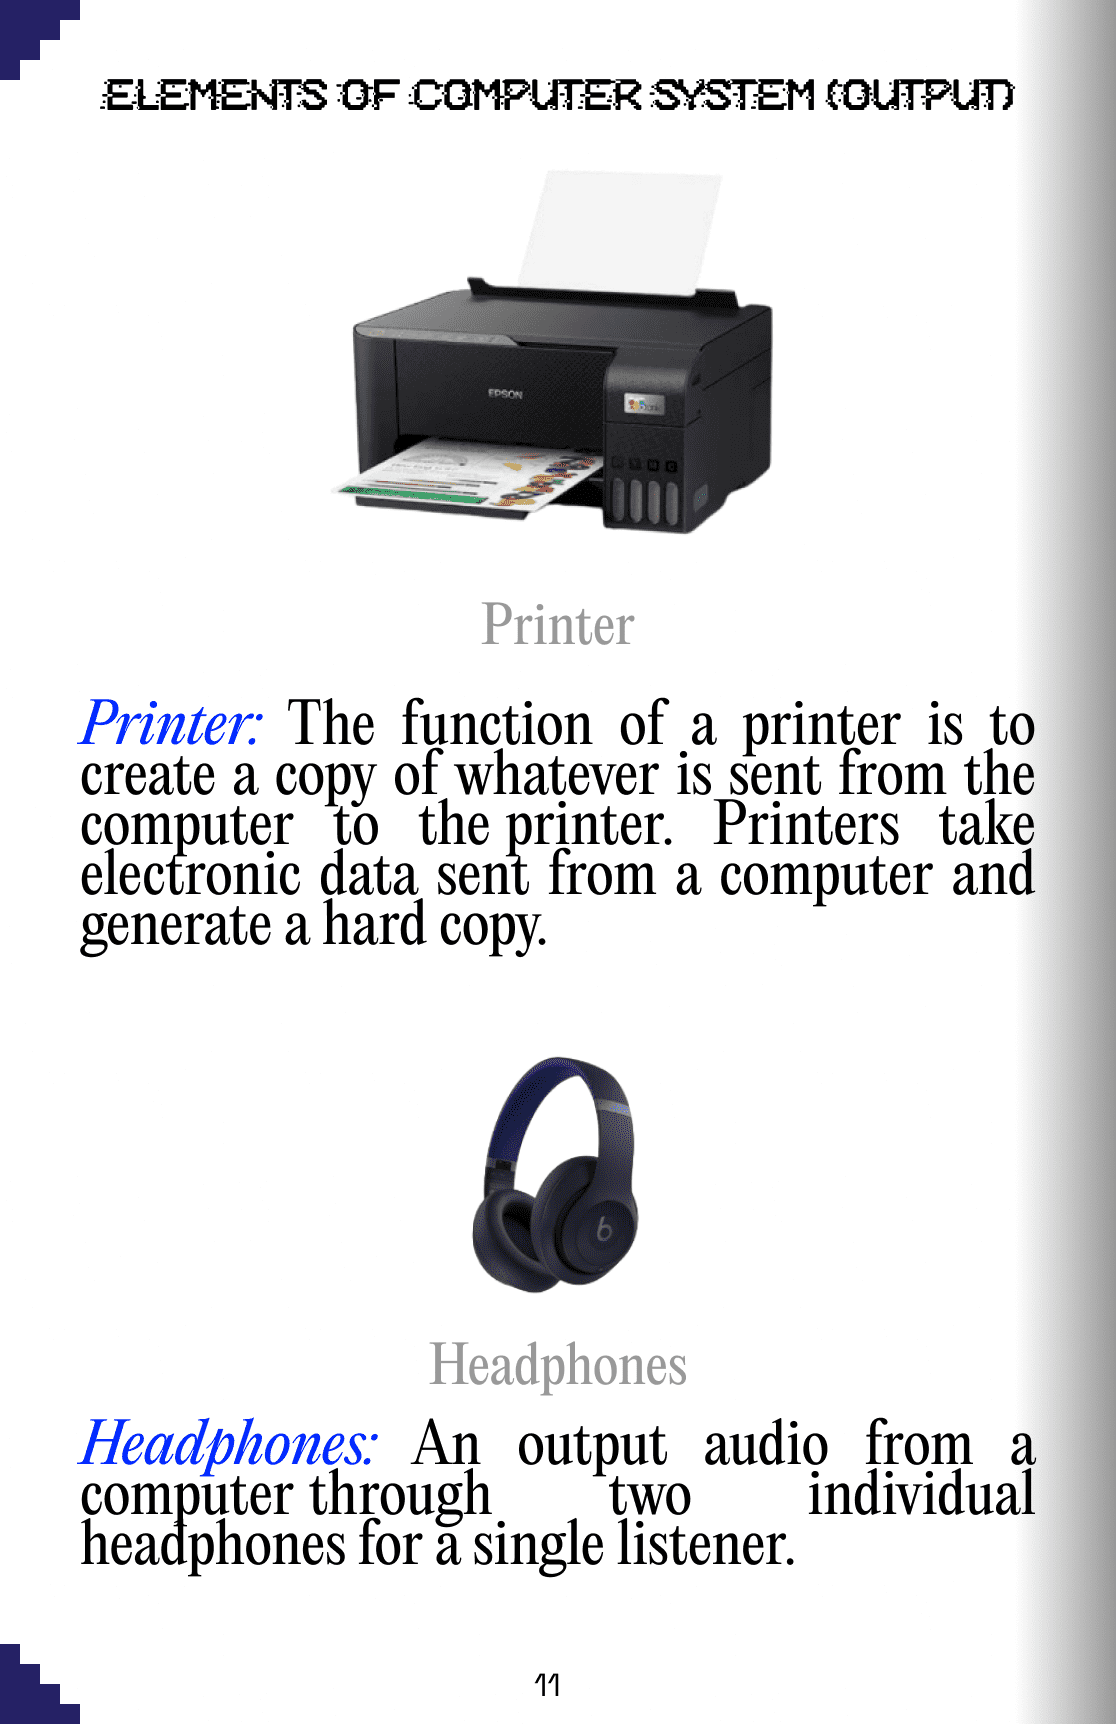 ELEMENTS OF COMPUTER SYSTEM (OUTPUT)
EPSON
Printer
Printer: The function of a printer is to
create a copy of whatever is sent from the
computer to the printer. Printers take
electronic data sent from a computer and
generate a hard copy.
b
Headphones
Headphones: An output audio from a
computer through two individual
headphones for a single listener.
11